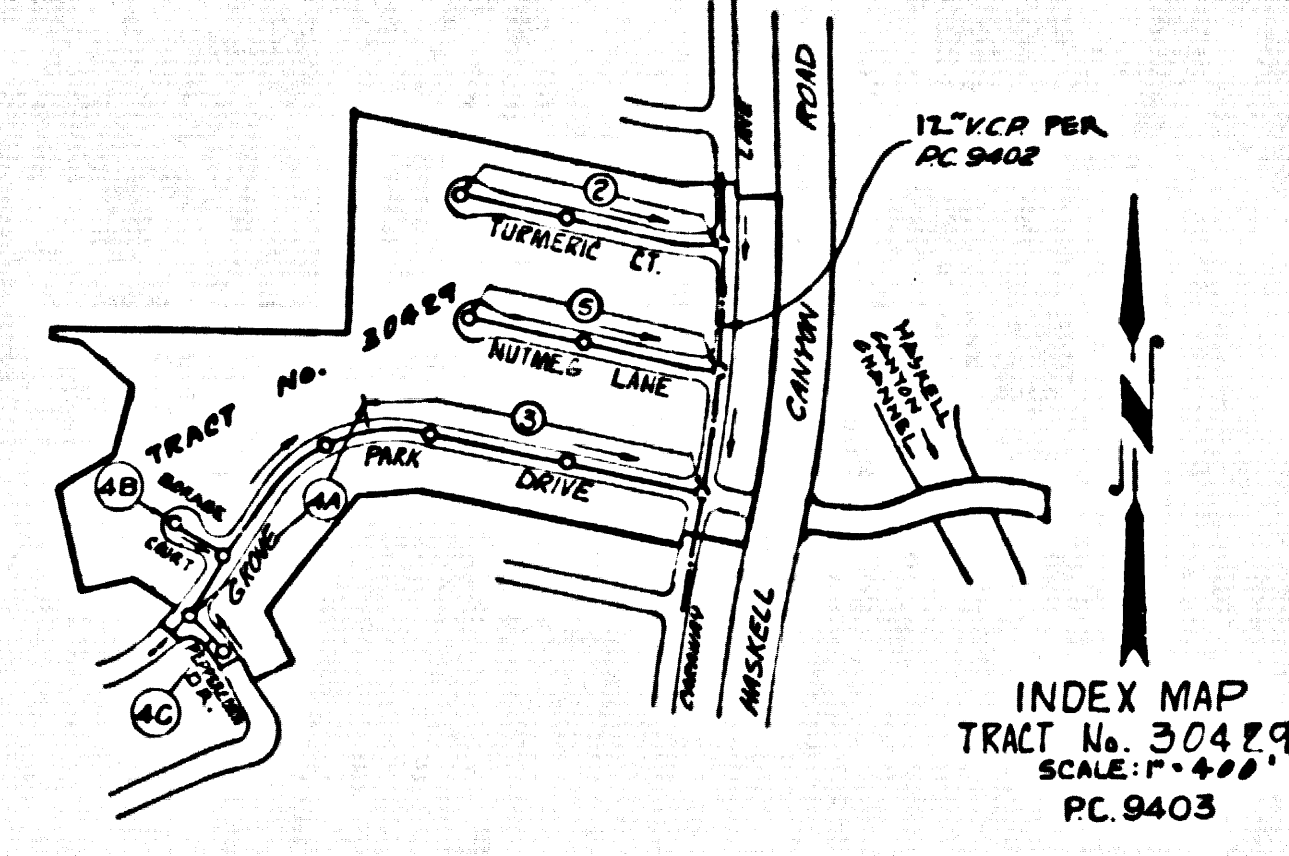 12" V.C.P. PER
P.C. 9402
LANE
ROAD
2
TURMERIC CT.
5
NUTMEG LANE
TRACT No. 30429
3
PARK DRIVE
CANYON
HASKELL
CANYON
CHANNEL
4B
BORAGE
COURT
4A
GROVE
DR.
4C
HASKELL
INDEX MAP
TRACT No. 30429
SCALE: 1" = 400'
P.C. 9403